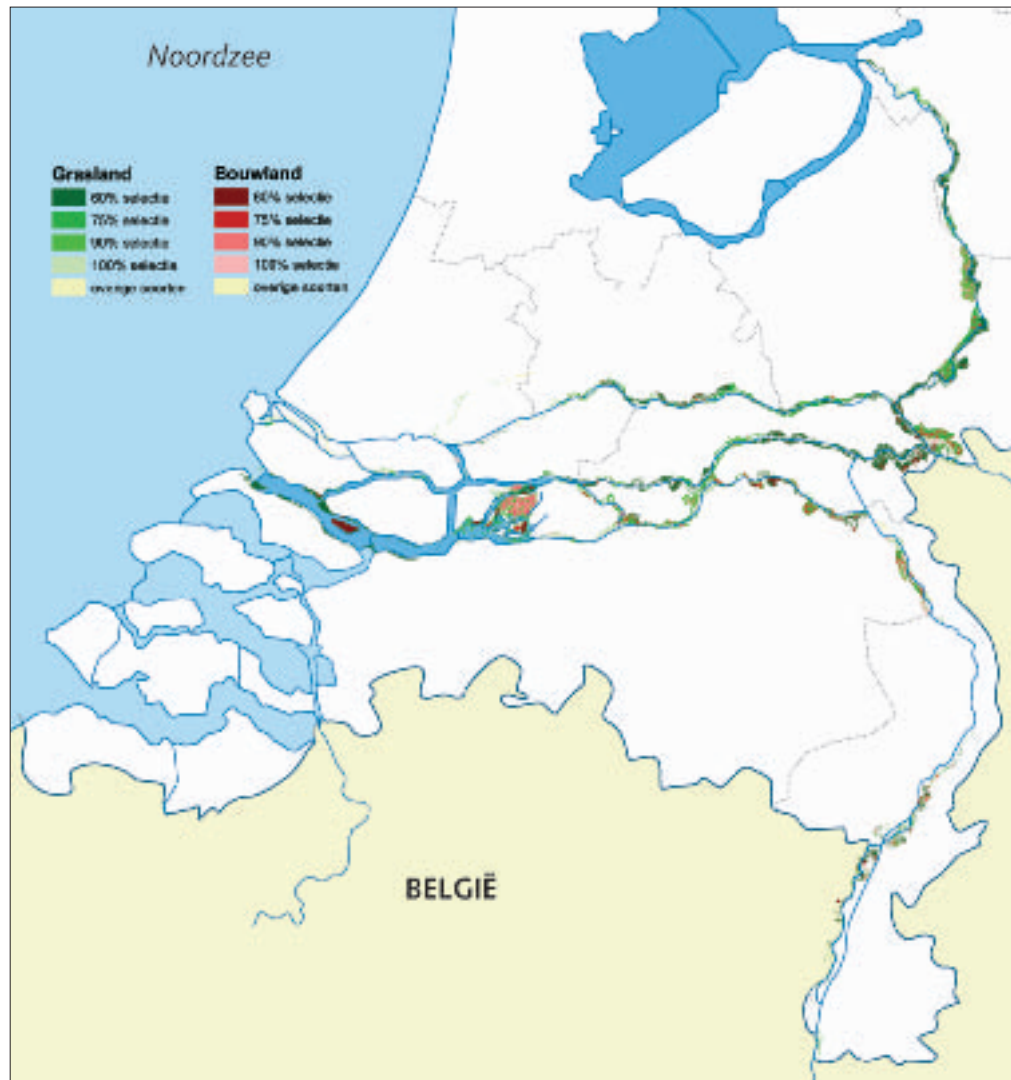 Noordzee
Grasland
60% selectie
75% selectie
90% selectie
100% selectie
overige soorten
Bouwland
60% selectie
75% selectie
90% selectie
100% selectie
overige soorten
BELGIË